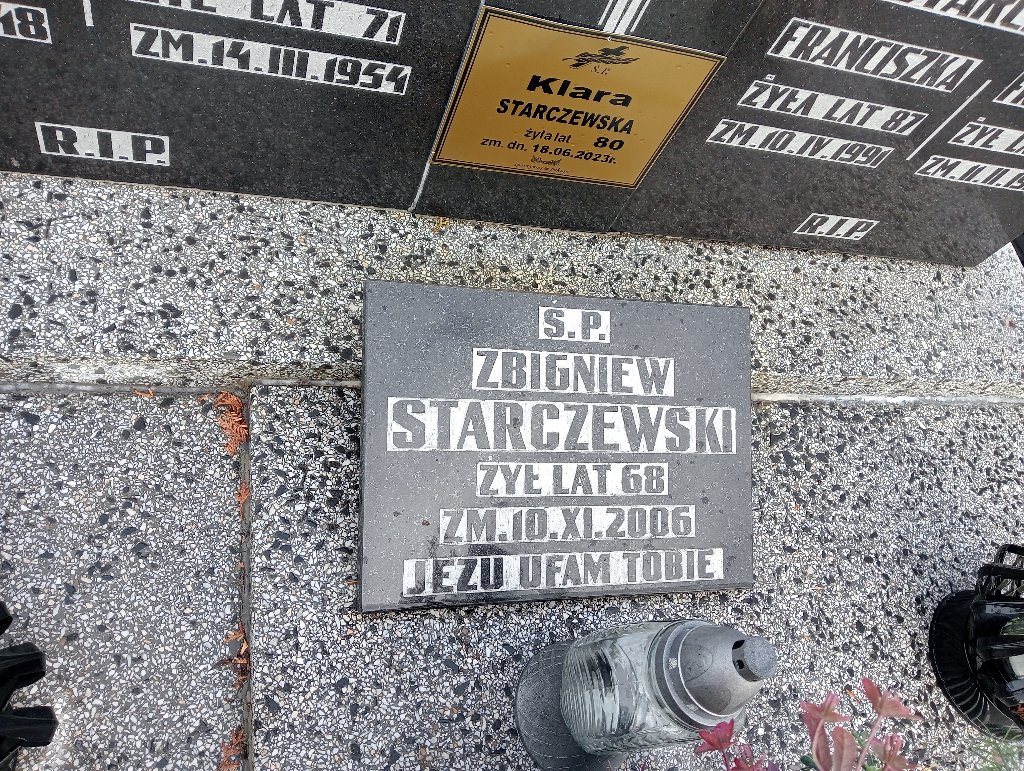 18
LAT 71
ZM.14.III.1954
R.I.P.
Ś.P.
Klara
STARCZEWSKA
żyła lat 80
zm. dn. 18.06.2023r.
FRANCISZKA
ŻYŁA LAT 87
ZM.10.IV.1991
R.I.P.
Ś.P.
ZBIGNIEW
STARCZEWSKI
ŻYŁ LAT 68
ZM.10.XI.2006
JEZU UFAM TOBIE